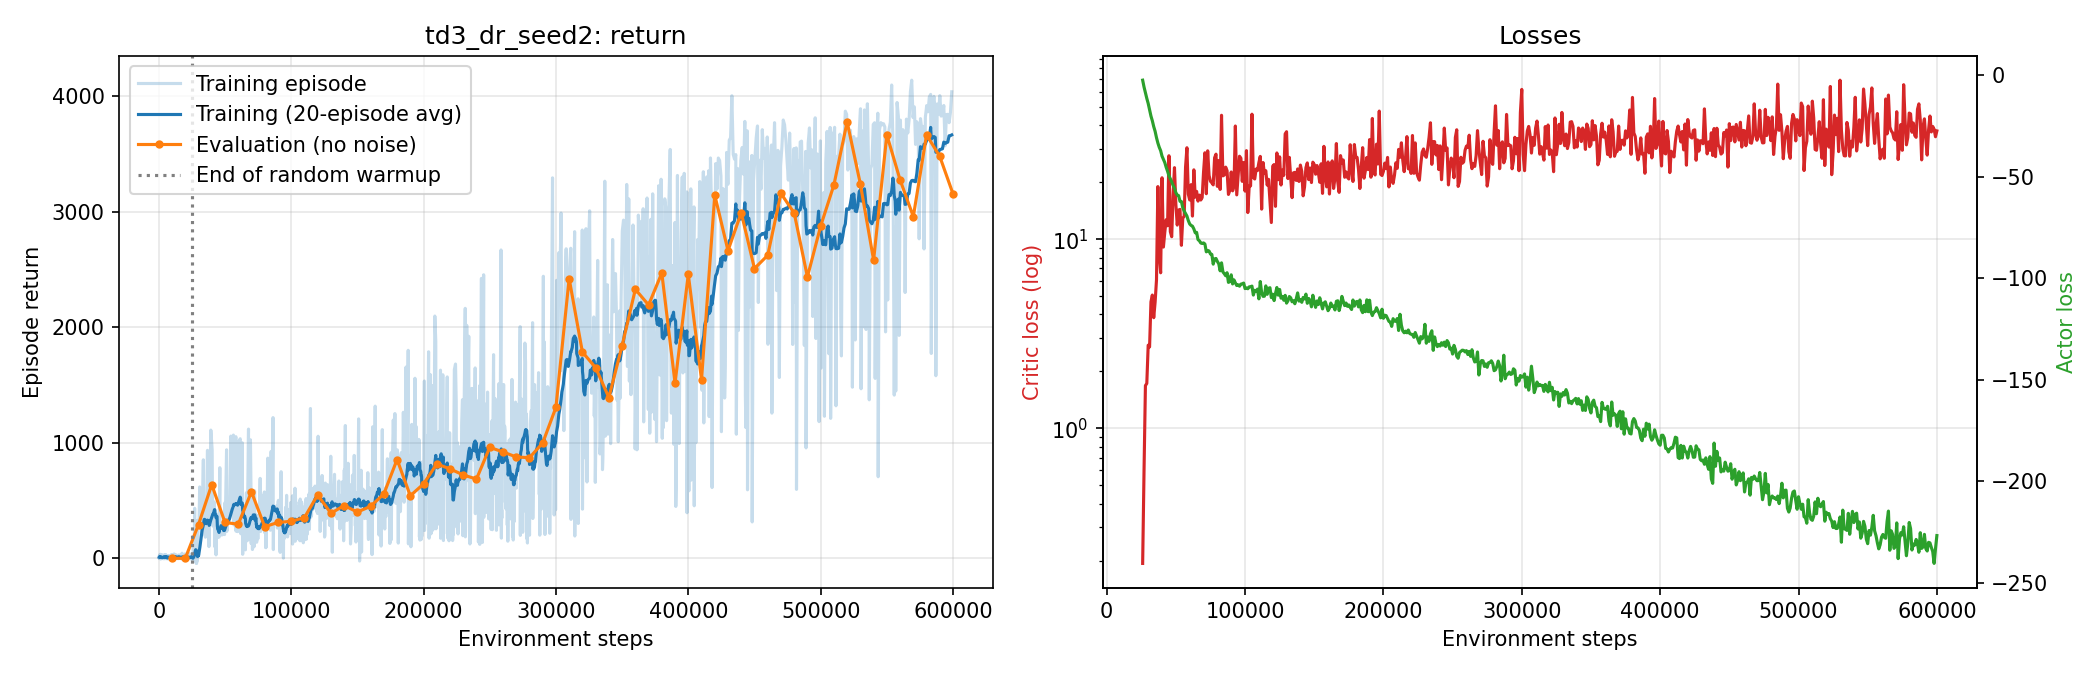 td3_dr_seed2: return
Training episode
Training (20-episode avg)
Evaluation (no noise)
End of random warmup
4000
3000
2000
1000
0
Episode return
0
100000
200000
300000
400000
500000
600000
Environment steps
Losses
10¹
10⁰
Critic loss (log)
0
−50
−100
−150
−200
−250
Actor loss
0
100000
200000
300000
400000
500000
600000
Environment steps